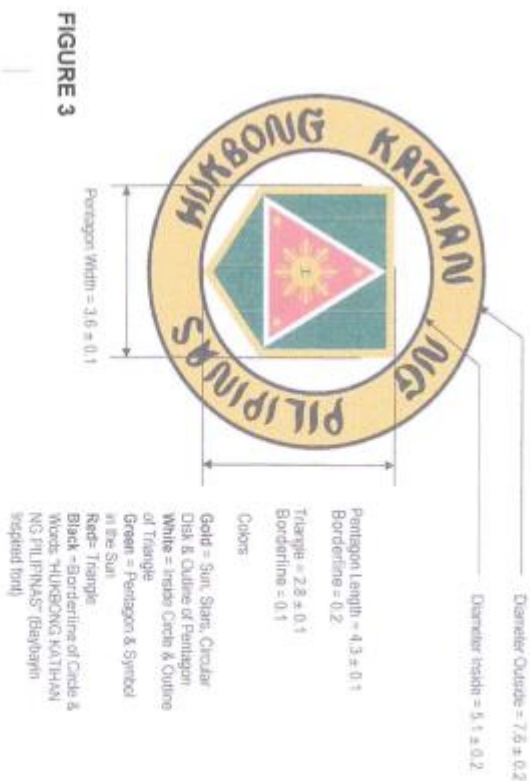 Diameter Outside = 7.6 ± 0.2
Diameter Inside = 5.1 ± 0.2
HUKBONG KATIHAN NG PILIPINAS
Pentagon Length = 4.3 ± 0.1
Borderline = 0.2
Triangle = 2.8 ± 0.1
Borderline = 0.1
Colors
Gold = Sun, Stars, Circular
Disk & Outline of Pentagon
White = Inside Circle & Outline
of Triangle
Green = Pentagon & Symbol
in the Sun
Red= Triangle
Black =Borderline of Circle &
Words "HUKBONG KATIHAN
NG PILIPINAS" (Baybayin
Inspired font)
Pentagon Width = 3.6 ± 0.1
FIGURE 3